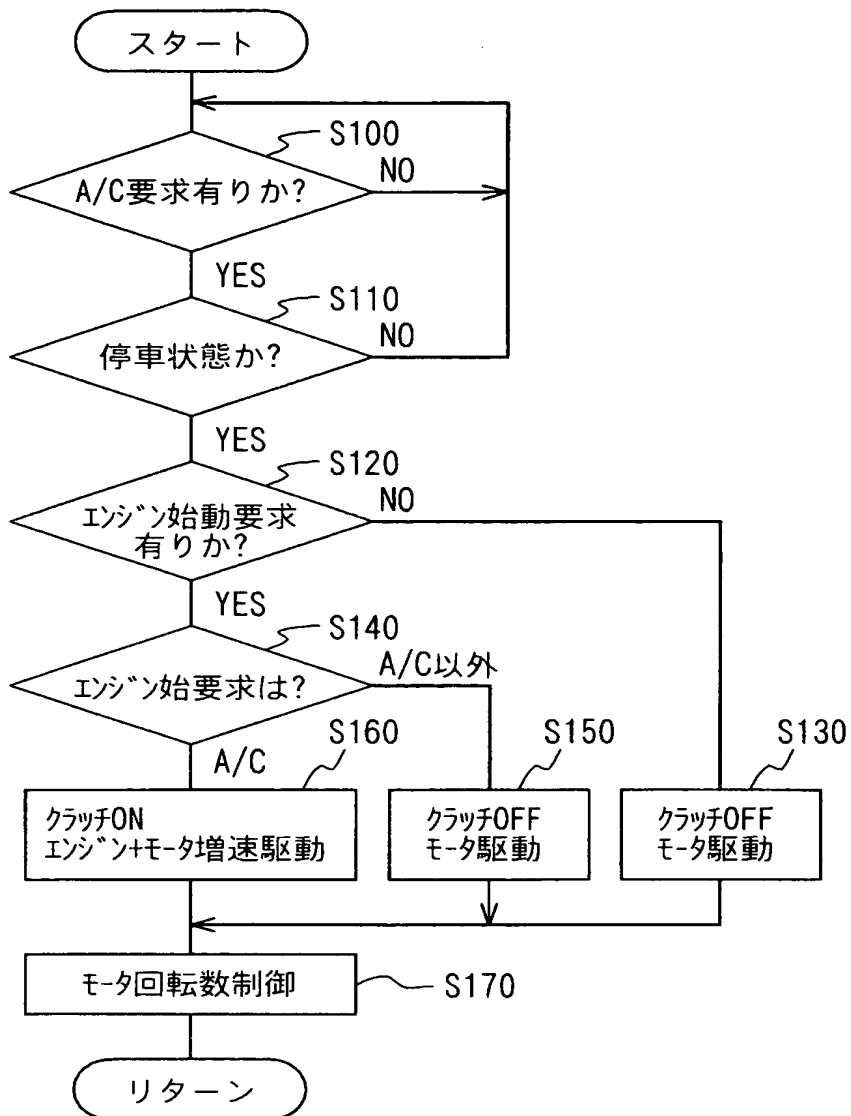 スタート
S100
A/C要求有りか?
NO
YES
S110
停車状態か?
NO
YES
S120
ｴﾝｼﾞﾝ始動要求
有りか?
NO
YES
S140
ｴﾝｼﾞﾝ始要求は?
A/C以外
A/C
S160
S150
S130
ｸﾗｯﾁON
ｴﾝｼﾞﾝ+ﾓｰﾀ増速駆動
ｸﾗｯﾁOFF
ﾓｰﾀ駆動
ｸﾗｯﾁOFF
ﾓｰﾀ駆動
ﾓｰﾀ回転数制御
S170
リターン